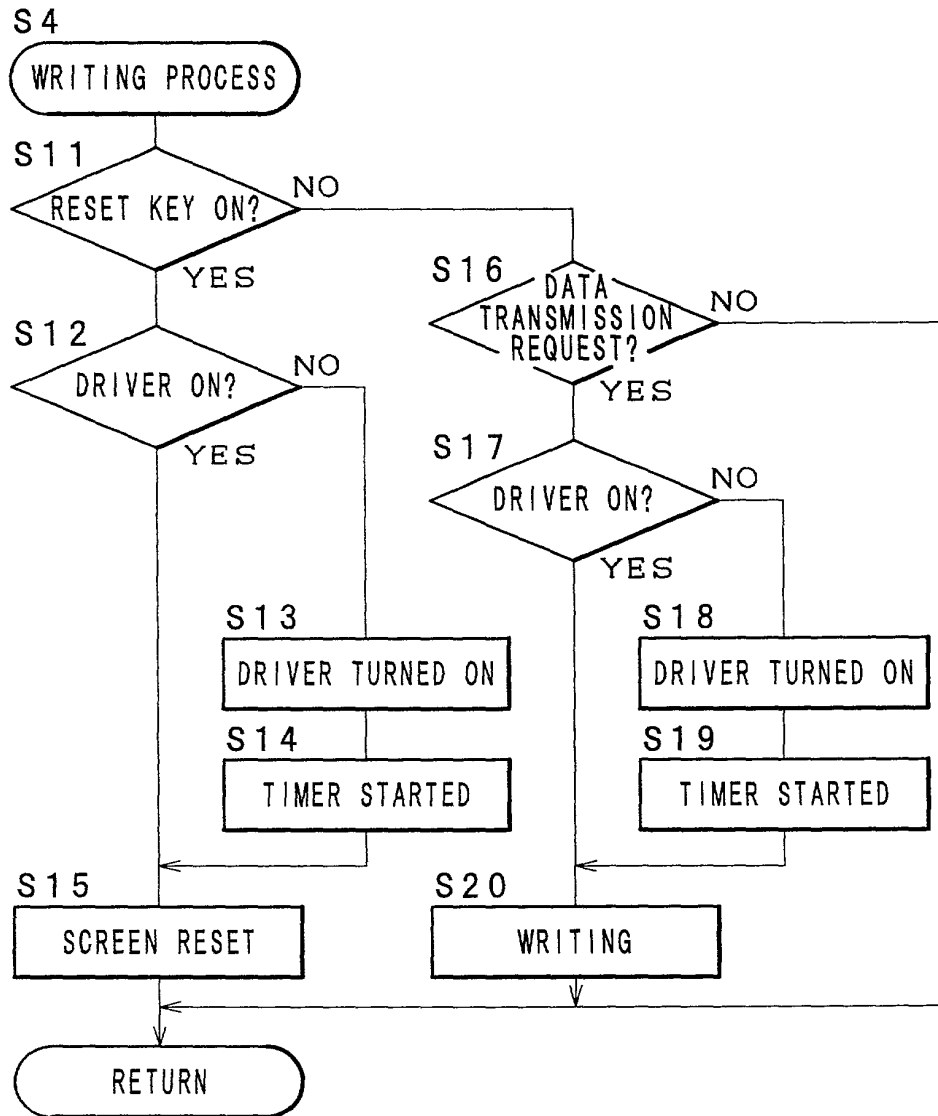 S4
WRITING PROCESS
S11
RESET KEY ON?
NO
YES
S16
DATA
TRANSMISSION
REQUEST?
NO
YES
S12
DRIVER ON?
NO
YES
S17
DRIVER ON?
NO
YES
S13
DRIVER TURNED ON
S18
DRIVER TURNED ON
S14
TIMER STARTED
S19
TIMER STARTED
S15
SCREEN RESET
S20
WRITING
RETURN